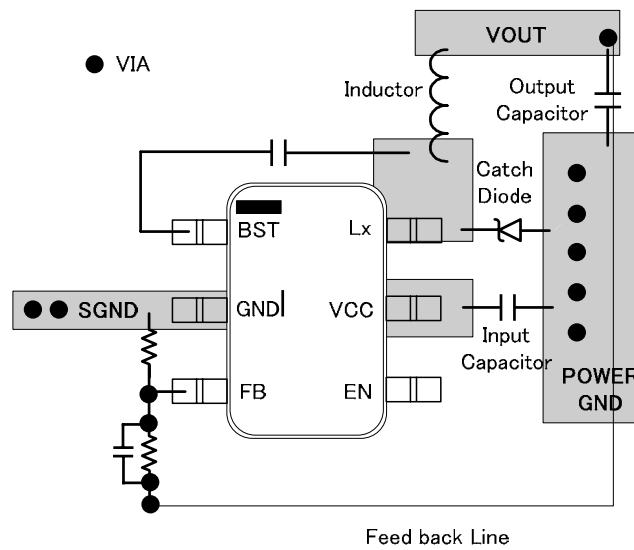 VOUT
VIA
Inductor
Output
Capacitor
Catch
Diode
BST
Lx
SGND
GND
VCC
Input
Capacitor
FB
EN
POWER
GND
Feed back Line